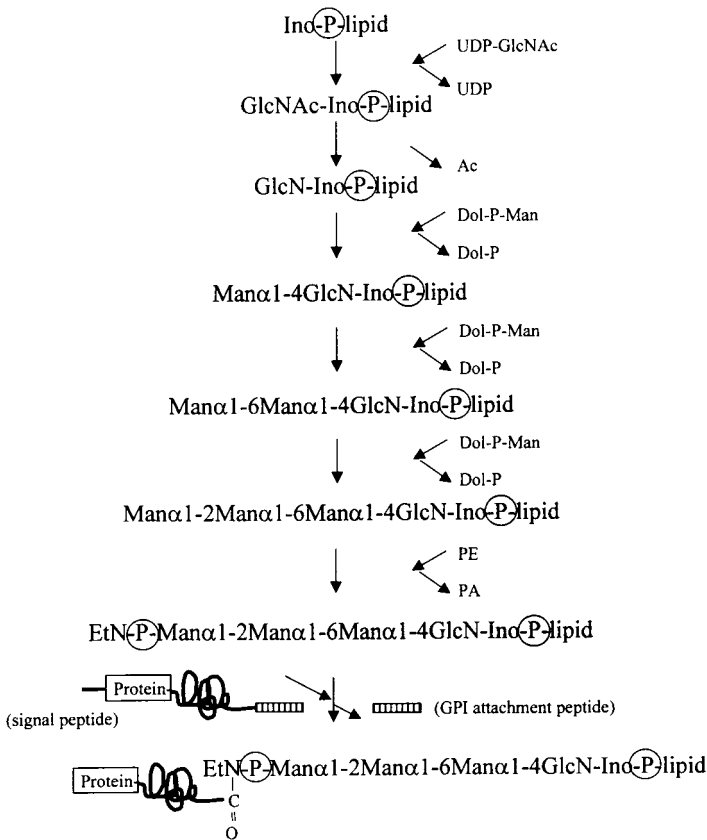 Ino-P-lipid
UDP-GlcNAc
UDP
GlcNAc-Ino-P-lipid
Ac
GlcN-Ino-P-lipid
Dol-P-Man
Dol-P
Manα1-4GlcN-Ino-P-lipid
Dol-P-Man
Dol-P
Manα1-6Manα1-4GlcN-Ino-P-lipid
Dol-P-Man
Dol-P
Manα1-2Manα1-6Manα1-4GlcN-Ino-P-lipid
PE
PA
EtN-P-Manα1-2Manα1-6Manα1-4GlcN-Ino-P-lipid
Protein
(signal peptide)
(GPI attachment peptide)
EtN-P-Manα1-2Manα1-6Manα1-4GlcN-Ino-P-lipid
Protein
C
O